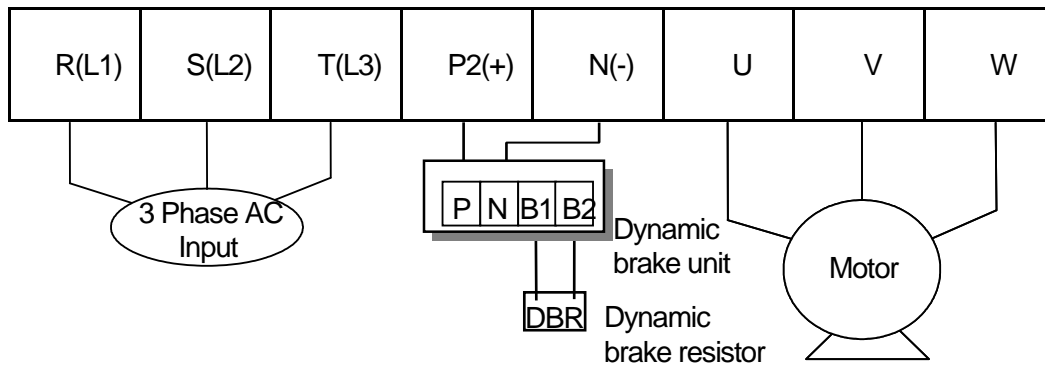 R(L1) S(L2) T(L3) P2(+) N(-) U V W
3 Phase AC
Input
P N B1 B2
Dynamic
brake unit
Motor
DBR
Dynamic
brake resistor